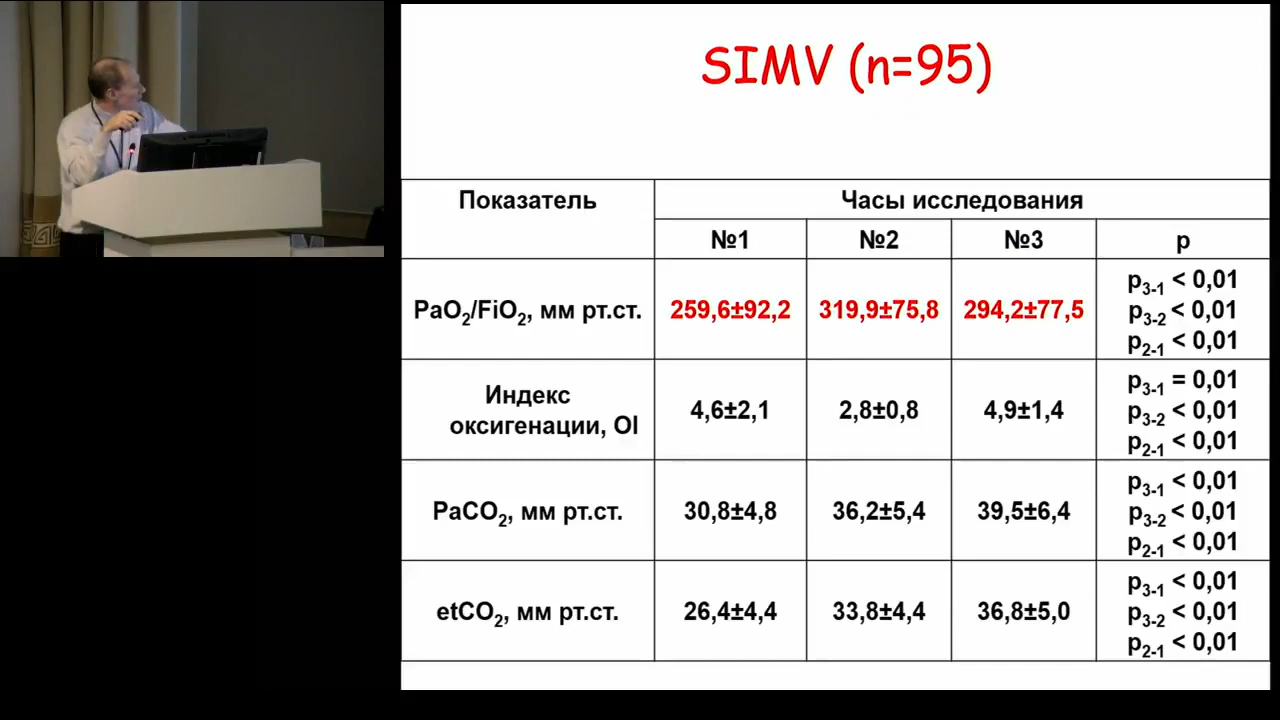 SIMV (n=95)
Показатель
Часы исследования
№1 №2 №3 p
PaO2/FiO2, мм рт.ст. 259,6±92,2 319,9±75,8 294,2±77,5
p3-1 < 0,01
p3-2 < 0,01
p2-1 < 0,01
Индекс
оксигенации, OI
4,6±2,1 2,8±0,8 4,9±1,4
p3-1 = 0,01
p3-2 < 0,01
p2-1 < 0,01
PaCO2, мм рт.ст. 30,8±4,8 36,2±5,4 39,5±6,4
p3-1 < 0,01
p3-2 < 0,01
p2-1 < 0,01
etCO2, мм рт.ст. 26,4±4,4 33,8±4,4 36,8±5,0
p3-1 < 0,01
p3-2 < 0,01
p2-1 < 0,01